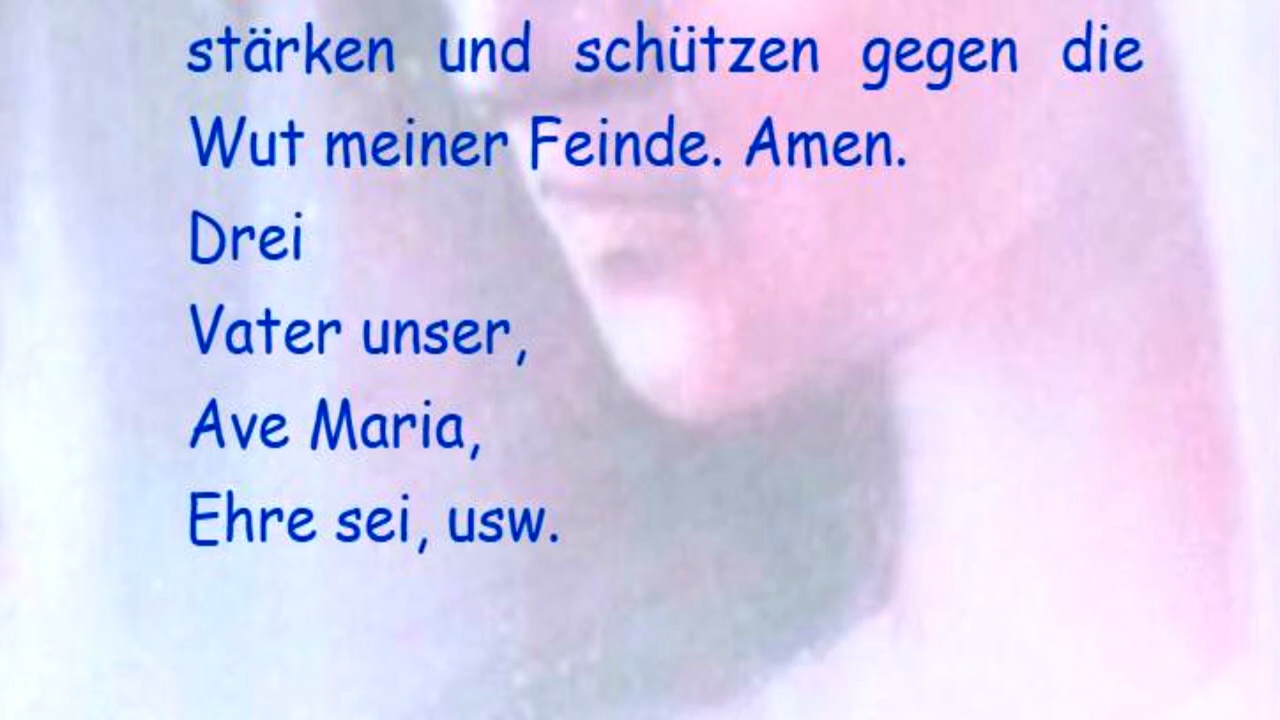 stärken und schützen gegen die
Wut meiner Feinde. Amen.
Drei
Vater unser,
Ave Maria,
Ehre sei, usw.